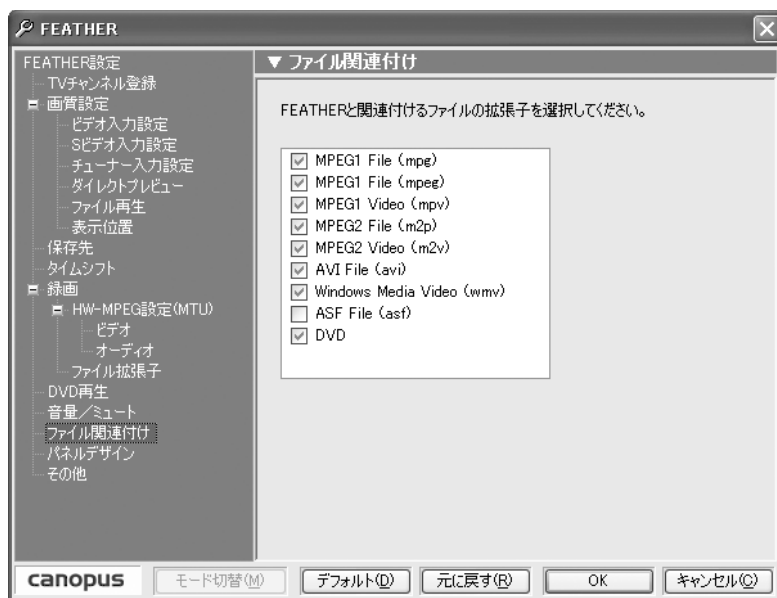 FEATHER
FEATHER設定
TVチャンネル登録
画質設定
ビデオ入力設定
Sビデオ入力設定
チューナー入力設定
ダイレクトプレビュー
ファイル再生
表示位置
保存先
タイムシフト
録画
HW-MPEG設定(MTU)
ビデオ
オーディオ
ファイル拡張子
DVD再生
音量/ミュート
ファイル関連付け
パネルデザイン
その他
▼ ファイル関連付け
FEATHERと関連付けるファイルの拡張子を選択してください。
MPEG1 File (mpg)
MPEG1 File (mpeg)
MPEG1 Video (mpv)
MPEG2 File (m2p)
MPEG2 Video (m2v)
AVI File (avi)
Windows Media Video (wmv)
ASF File (asf)
DVD
canopus モード切替(M) デフォルト(D) 元に戻す(R) OK キャンセル(C)